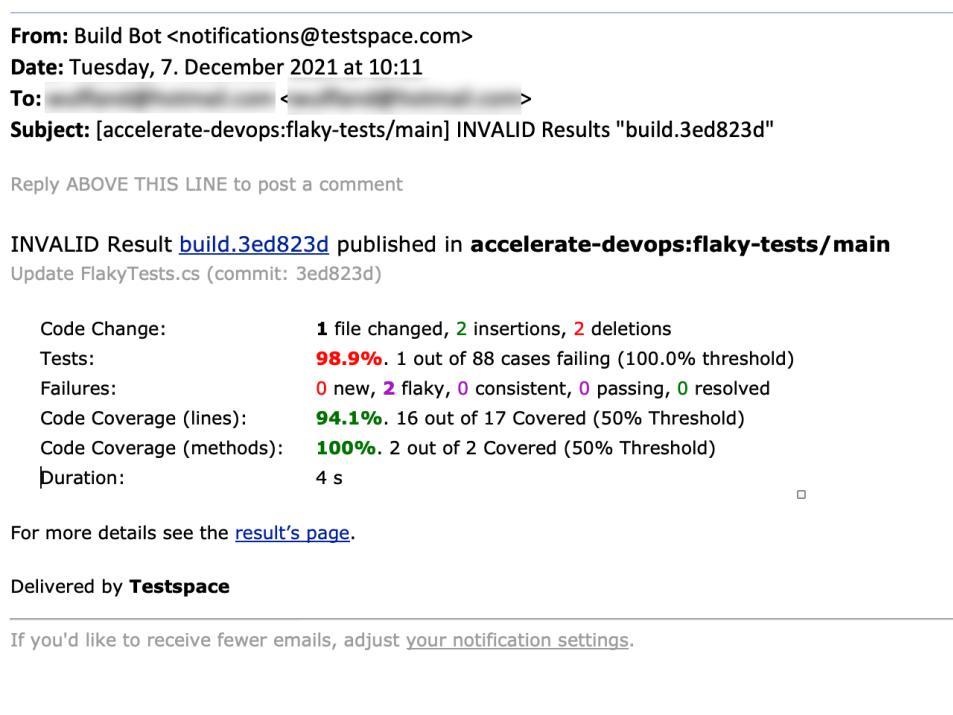 From: Build Bot <notifications@testspace.com>
Date: Tuesday, 7. December 2021 at 10:11
To: < >
Subject: [accelerate-devops:flaky-tests/main] INVALID Results "build.3ed823d"
Reply ABOVE THIS LINE to post a comment
INVALID Result build.3ed823d published in accelerate-devops:flaky-tests/main
Update FlakyTests.cs (commit: 3ed823d)
Code Change: 1 file changed, 2 insertions, 2 deletions
Tests: 98.9%. 1 out of 88 cases failing (100.0% threshold)
Failures: 0 new, 2 flaky, 0 consistent, 0 passing, 0 resolved
Code Coverage (lines): 94.1%. 16 out of 17 Covered (50% Threshold)
Code Coverage (methods): 100%. 2 out of 2 Covered (50% Threshold)
Duration: 4 s
For more details see the result’s page.
Delivered by Testspace
If you'd like to receive fewer emails, adjust your notification settings.